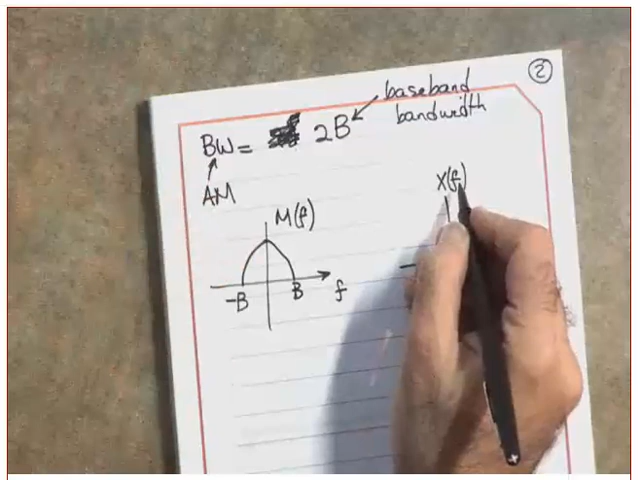 2
BW = 2B
baseband
bandwidth
AM
M(f)
X(f)
-B B f